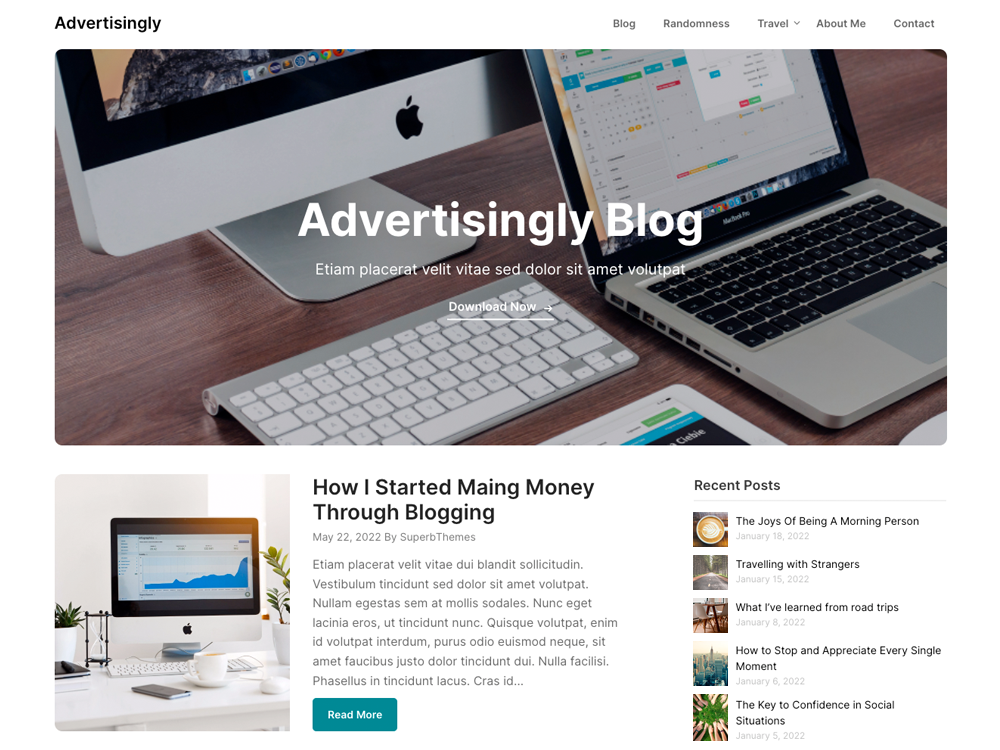 Advertisingly
Blog Randomness Travel About Me Contact
MacBook Pro
Advertisingly Blog
Etiam placerat velit vitae sed dolor sit amet volutpat
Download Now →
How I Started Maing Money
Through Blogging
May 22, 2022 By SuperbThemes
Etiam placerat velit vitae dui blandit sollicitudin.
Vestibulum tincidunt sed dolor sit amet volutpat.
Nullam egestas sem at mollis sodales. Nunc eget
lacinia eros, ut tincidunt nunc. Quisque volutpat, enim
id volutpat interdum, purus odio euismod neque, sit
amet faucibus justo dolor tincidunt dui. Nulla facilisi.
Phasellus in tincidunt lacus. Cras id...
Read More
Recent Posts
The Joys Of Being A Morning Person
January 18, 2022
Travelling with Strangers
January 15, 2022
What I’ve learned from road trips
January 8, 2022
How to Stop and Appreciate Every Single
Moment
January 6, 2022
The Key to Confidence in Social
Situations
January 5, 2022